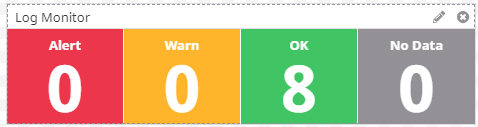 Log Monitor
Alert Warn OK No Data
0 0 8 0